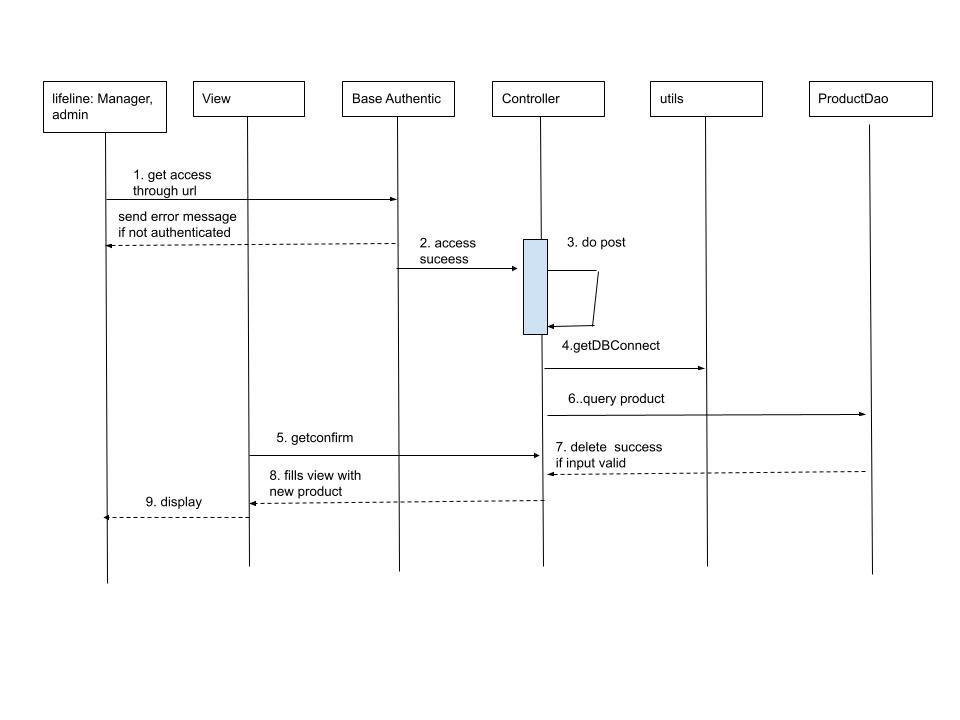 lifeline: Manager,
admin
View
Base Authentic
Controller
utils
ProductDao
1. get access
through url
send error message
if not authenticated
2. access
suceess
3. do post
4.getDBConnect
6..query product
5. getconfirm
7. delete  success
if input valid
8. fills view with
new product
9. display